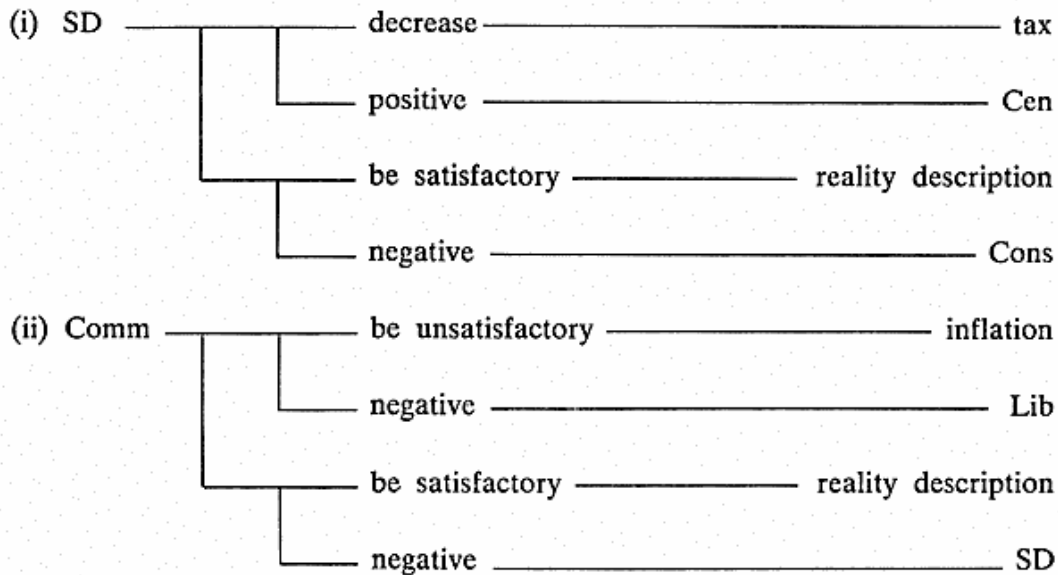 (i) SD decrease tax
positive Cen
be satisfactory reality description
negative Cons
(ii) Comm be unsatisfactory inflation
negative Lib
be satisfactory reality description
negative SD